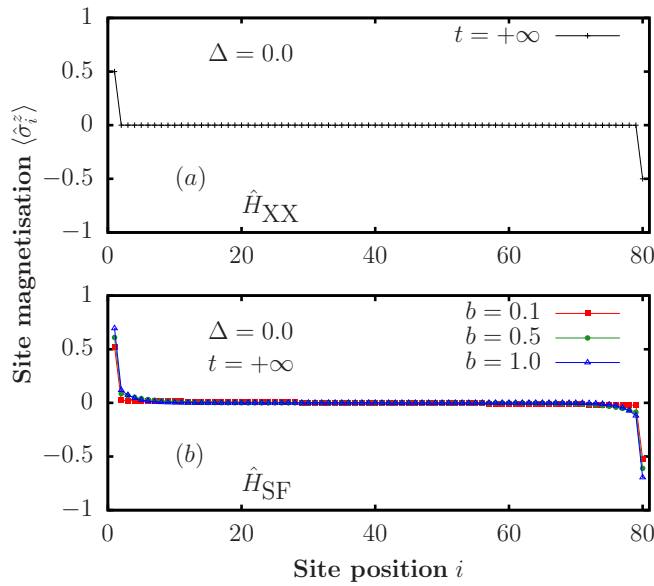 Site magnetisation ⟨σ̂ᵢᶻ⟩
1
0.5
0
−0.5
−1
Δ = 0.0
t = +∞
(a)
Ĥ_XX
0 20 40 60 80
1
0.5
0
−0.5
−1
Δ = 0.0
t = +∞
b = 0.1
b = 0.5
b = 1.0
(b)
Ĥ_SF
0 20 40 60 80
Site position i